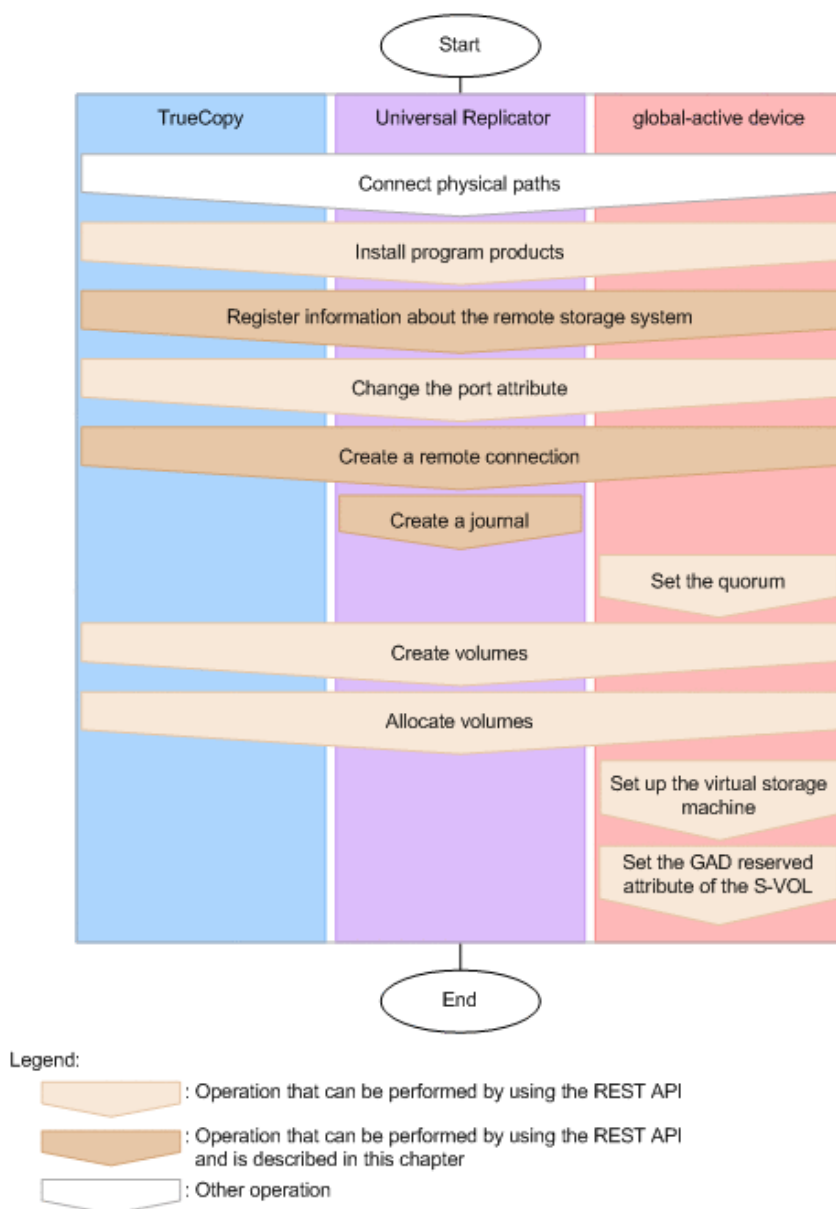 Start
TrueCopy
Universal Replicator
global-active device
Connect physical paths
Install program products
Register information about the remote storage system
Change the port attribute
Create a remote connection
Create a journal
Set the quorum
Create volumes
Allocate volumes
Set up the virtual storage
machine
Set the GAD reserved
attribute of the S-VOL
End
Legend:
: Operation that can be performed by using the REST API
: Operation that can be performed by using the REST API
and is described in this chapter
: Other operation